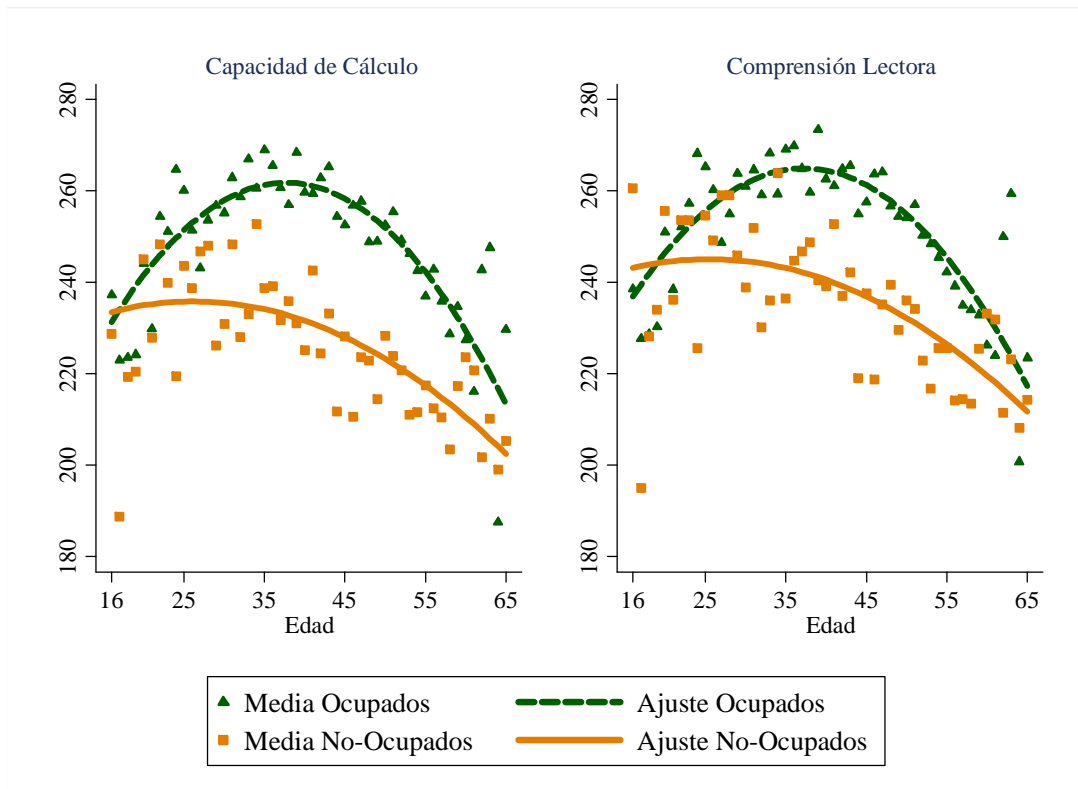 Capacidad de Cálculo
280
260
240
220
200
180
16 25 35 45 55 65
Edad
Comprensión Lectora
280
260
240
220
200
180
16 25 35 45 55 65
Edad
Media Ocupados Ajuste Ocupados
Media No-Ocupados Ajuste No-Ocupados